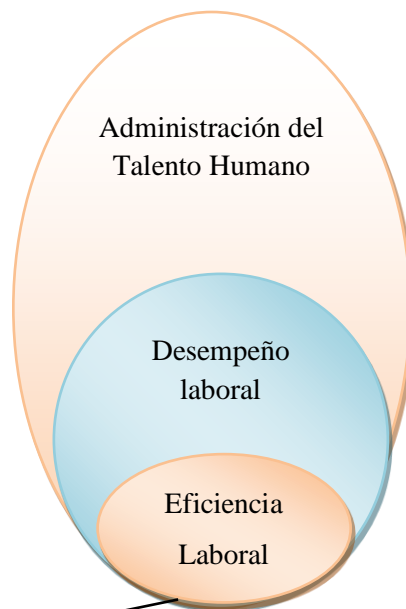 Administración del
Talento Humano
Desempeño
laboral
Eficiencia
Laboral